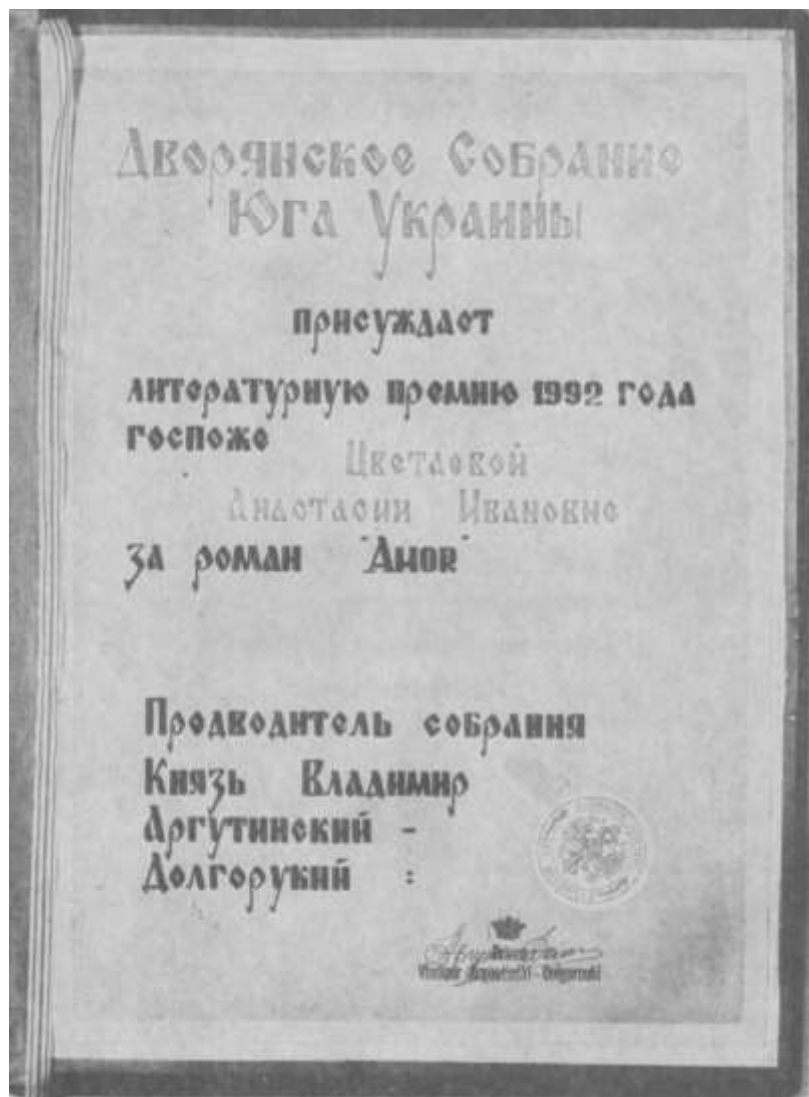 Дворянское Собрание
Юга Украины
присуждает
литературную премию 1992 года
госпоже
Цветаевой
Анастасии Ивановне
за роман "Amor"
Предводитель собрания
Князь Владимир
Аргутинский -
Долгорукий :